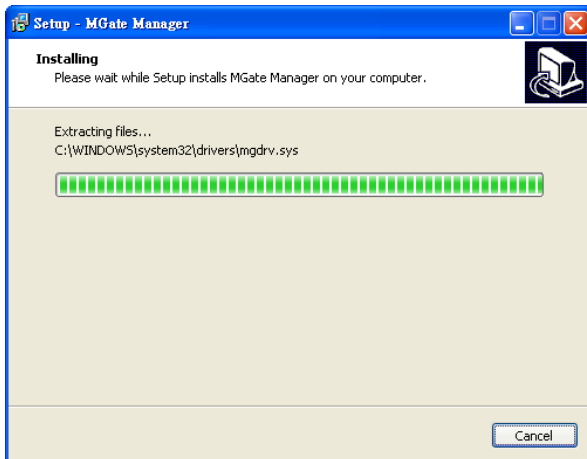 Setup - MGate Manager
Installing
Please wait while Setup installs MGate Manager on your computer.
Extracting files...
C:\WINDOWS\system32\drivers\mgdrv.sys
Cancel